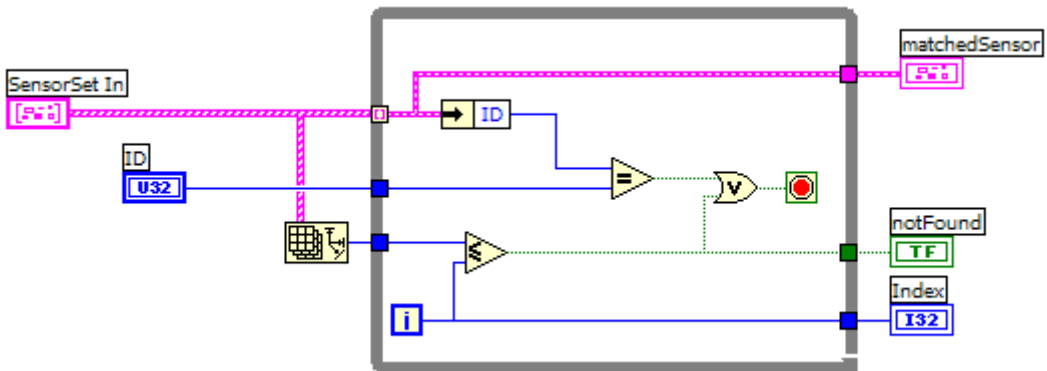 matchedSensor
SensorSet In
ID
ID
U32
=
V
notFound
TF
≤
Index
i
I32